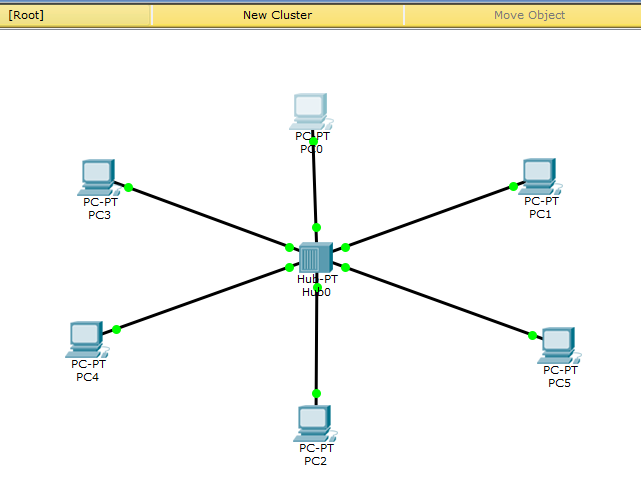 [Root] New Cluster Move Object
PC-PT
PC0
PC-PT
PC3
PC-PT
PC1
Hub-PT
Hub0
PC-PT
PC4
PC-PT
PC5
PC-PT
PC2